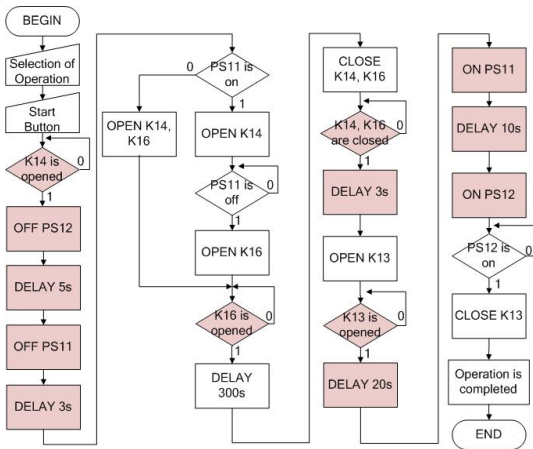 BEGIN
Selection of
Operation
Start
Button
K14 is
opened
0
1
OFF PS12
DELAY 5s
OFF PS11
DELAY 3s
PS11 is
on
0
1
OPEN K14,
K16
OPEN K14
PS11 is
off
0
1
OPEN K16
K16 is
opened
0
1
DELAY
300s
CLOSE
K14, K16
K14, K16
are closed
0
1
DELAY 3s
OPEN K13
K13 is
opened
0
1
DELAY 20s
ON PS11
DELAY 10s
ON PS12
PS12 is
on
0
1
CLOSE K13
Operation is
completed
END